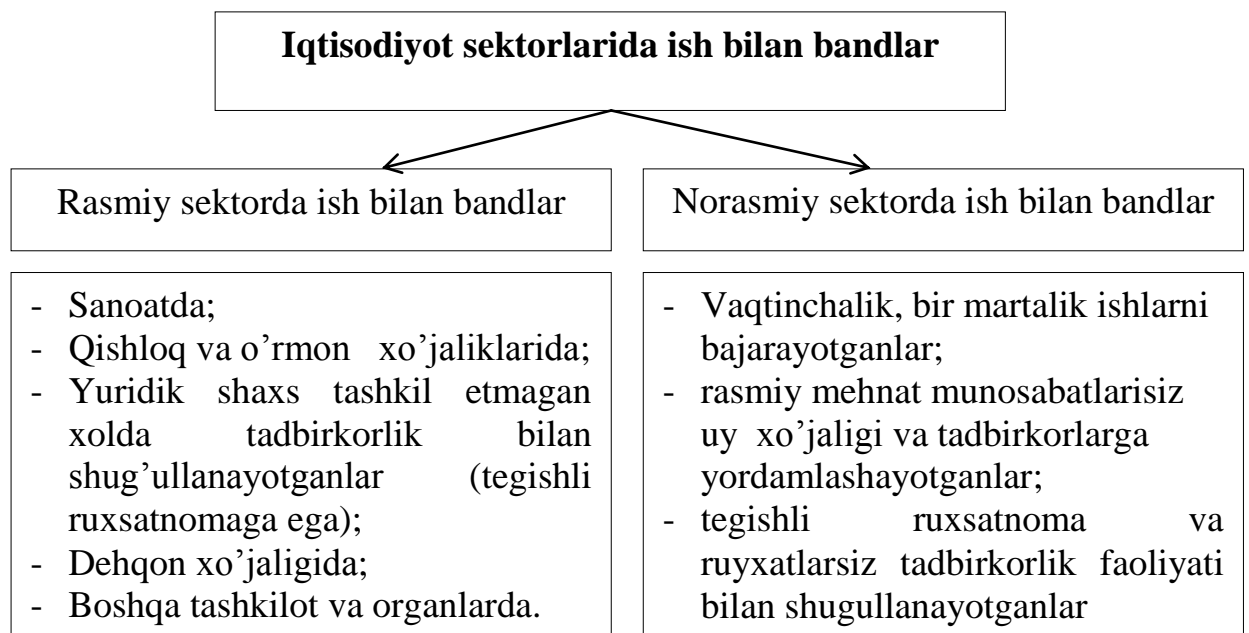 Iqtisodiyot sektorlarida ish bilan bandlar
Rasmiy sektorda ish bilan bandlar
- Sanoatda;
- Qishloq va o’rmon xo’jaliklarida;
- Yuridik shaxs tashkil etmagan
xolda tadbirkorlik bilan
shug’ullanayotganlar (tegishli
ruxsatnomaga ega);
- Dehqon xo’jaligida;
- Boshqa tashkilot va organlarda.
Norasmiy sektorda ish bilan bandlar
- Vaqtinchalik, bir martalik ishlarni
bajarayotganlar;
- rasmiy mehnat munosabatlarisiz
uy xo’jaligi va tadbirkorlarga
yordamlashayotganlar;
- tegishli ruxsatnoma va
ruyxatlarsiz tadbirkorlik faoliyati
bilan shugullanayotganlar